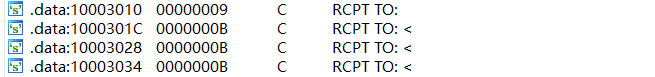 's' .data:10003010 00000009 C RCPT TO:
's' .data:1000301C 0000000B C RCPT TO: <
's' .data:10003028 0000000B C RCPT TO: <
's' .data:10003034 0000000B C RCPT TO: <